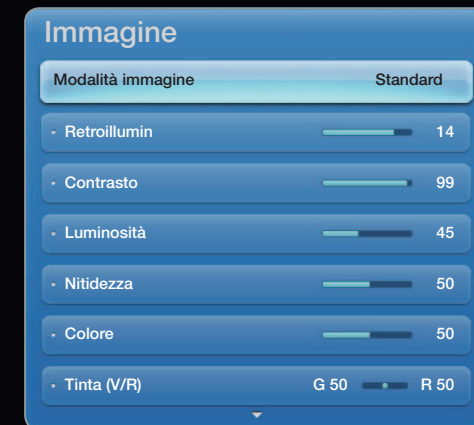 Immagine
Modalità immagine Standard
· Retroillumin 14
· Contrasto 99
· Luminosità 45
· Nitidezza 50
· Colore 50
· Tinta (V/R) G 50 R 50